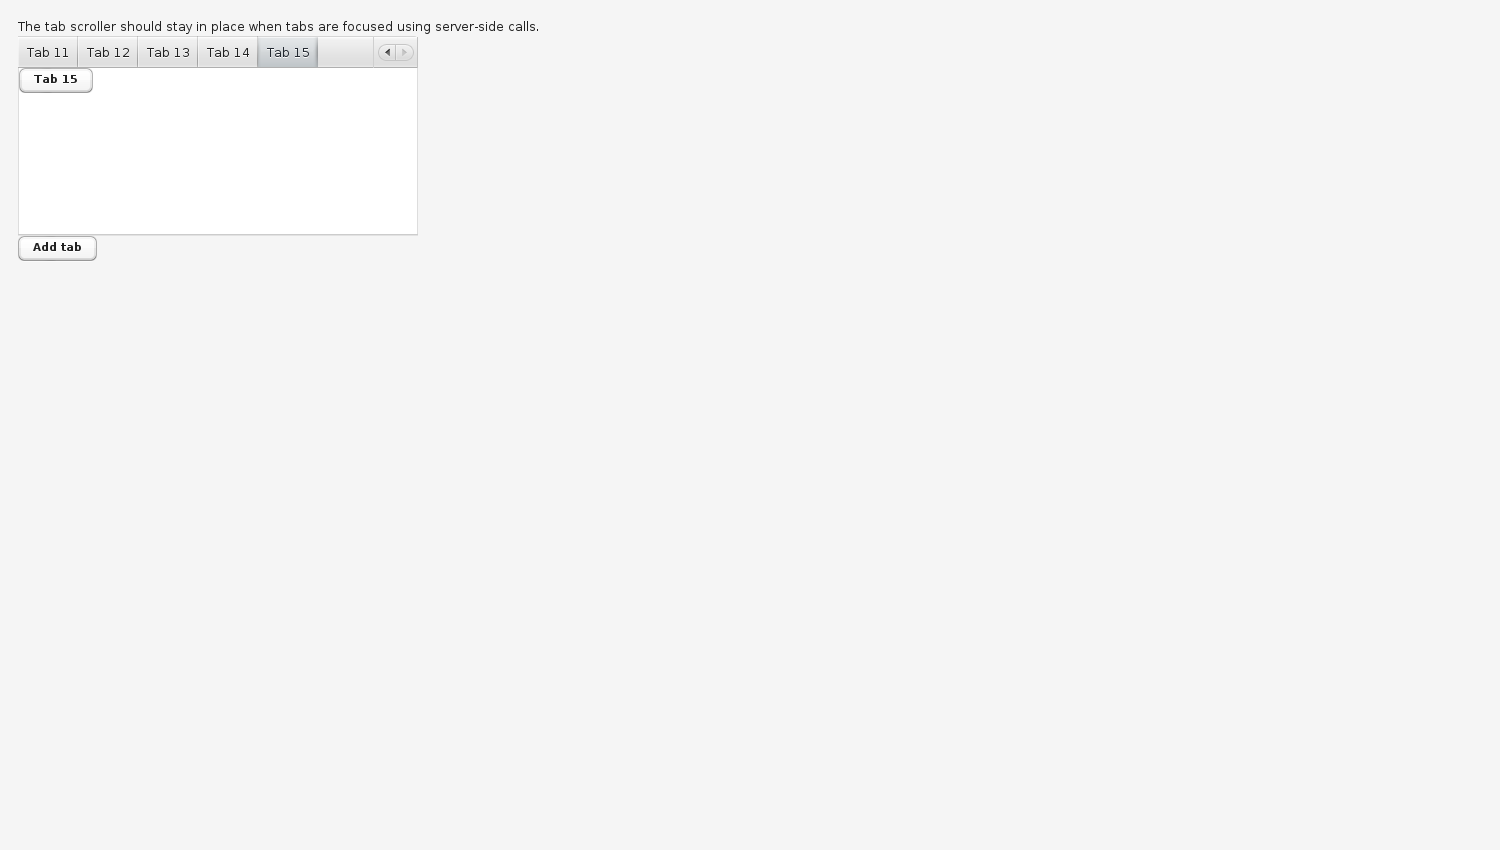 The tab scroller should stay in place when tabs are focused using server-side calls.
Tab 11 Tab 12 Tab 13 Tab 14 Tab 15
Tab 15
Add tab